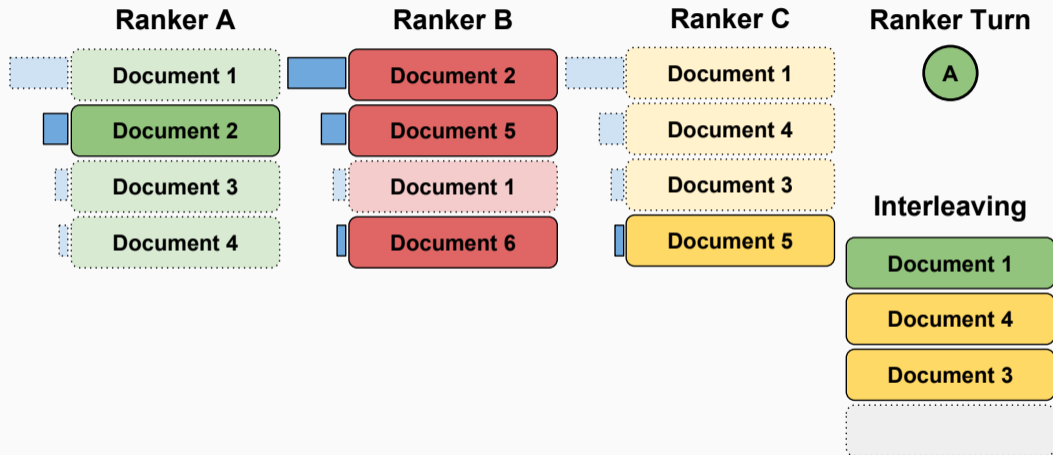 Ranker A
Document 1
Document 2
Document 3
Document 4
Ranker B
Document 2
Document 5
Document 1
Document 6
Ranker C
Document 1
Document 4
Document 3
Document 5
Ranker Turn
A
Interleaving
Document 1
Document 4
Document 3